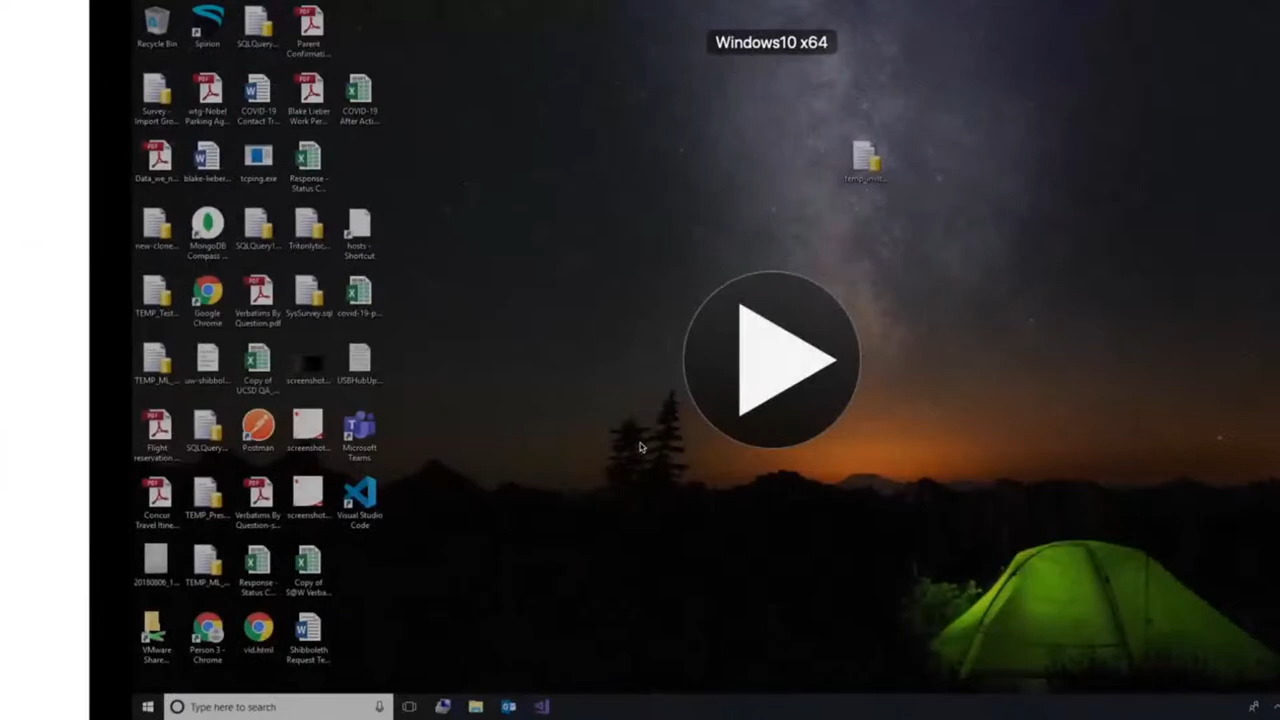 Windows10 x64
Recycle Bin
Spirion
SQLQuery...
Parent
Confirmati...
Survey -
Import Gro...
wtg-Nobel
Parking Ag...
COVID-19
Contact Tr...
Blake Lieber
Work Per...
COVID-19
After Acti...
Data_we_n...
blake-lieber...
tcping.exe
Response -
Status C...
temp_invit...
new-clone...
MongoDB
Compass ...
SQLQuery1...
Tritonlytic...
hosts -
Shortcut
TEMP_Test...
Google
Chrome
Verbatims By
Question.pdf
SysSurvey.sql
covid-19-p...
TEMP_ML_...
uw-shibbol...
Copy of
UCSD QA_...
screenshot...
USBHubUp...
Flight
reservation ...
SQLQuery...
Postman
screenshot...
Microsoft
Teams
Concur
Travel Itine...
TEMP_Pres...
Verbatims By
Question-s...
screenshot...
Visual Studio
Code
20180806_1...
TEMP_ML_...
Response -
Status C...
Copy of
S@W Verba...
VMware
Share...
Person 3 -
Chrome
vid.html
Shibboleth
Request Te...
Type here to search